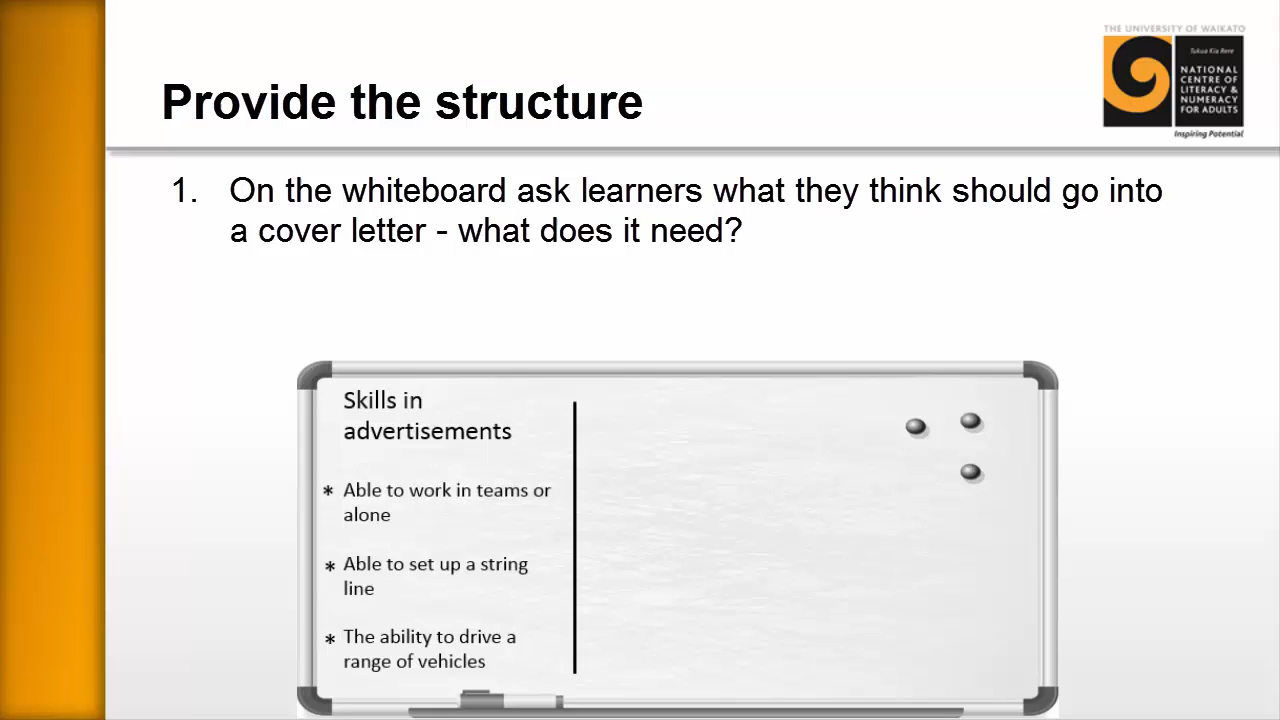 THE UNIVERSITY OF WAIKATO
Tukua Kia Rere
NATIONAL
CENTRE OF
LITERACY &
NUMERACY
FOR ADULTS
Inspiring Potential
Provide the structure
1. On the whiteboard ask learners what they think should go into
a cover letter - what does it need?
Skills in
advertisements
* Able to work in teams or
alone
* Able to set up a string
line
* The ability to drive a
range of vehicles